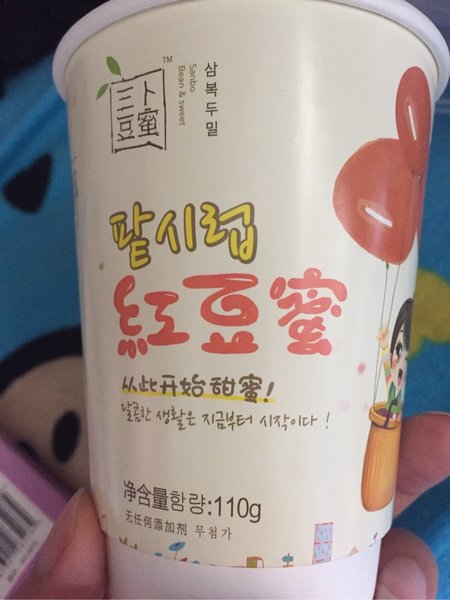 三卜
豆蜜
TM
Sanbo
Bean & sweet
삼복두밀
팥시럽
紅豆蜜
从此开始甜蜜!
달콤한 생활은 지금부터 시작이다 !
净含量함량:110g
无任何添加剂 무첨가